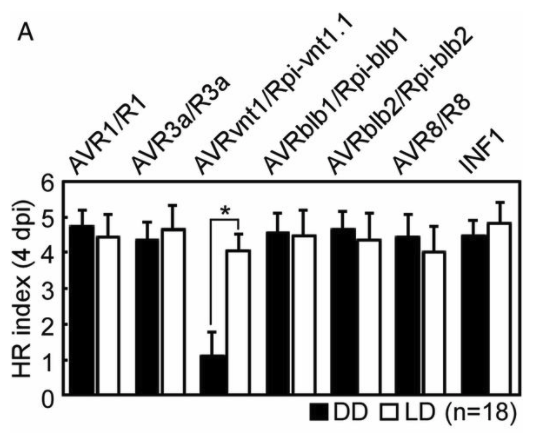 A
AVR1/R1
AVR3a/R3a
AVRvnt1/Rpi-vnt1.1
AVRblb1/Rpi-blb1
AVRblb2/Rpi-blb2
AVR8/R8
INF1
HR index (4 dpi)
6
5
4
3
2
1
0
*
DD LD (n=18)